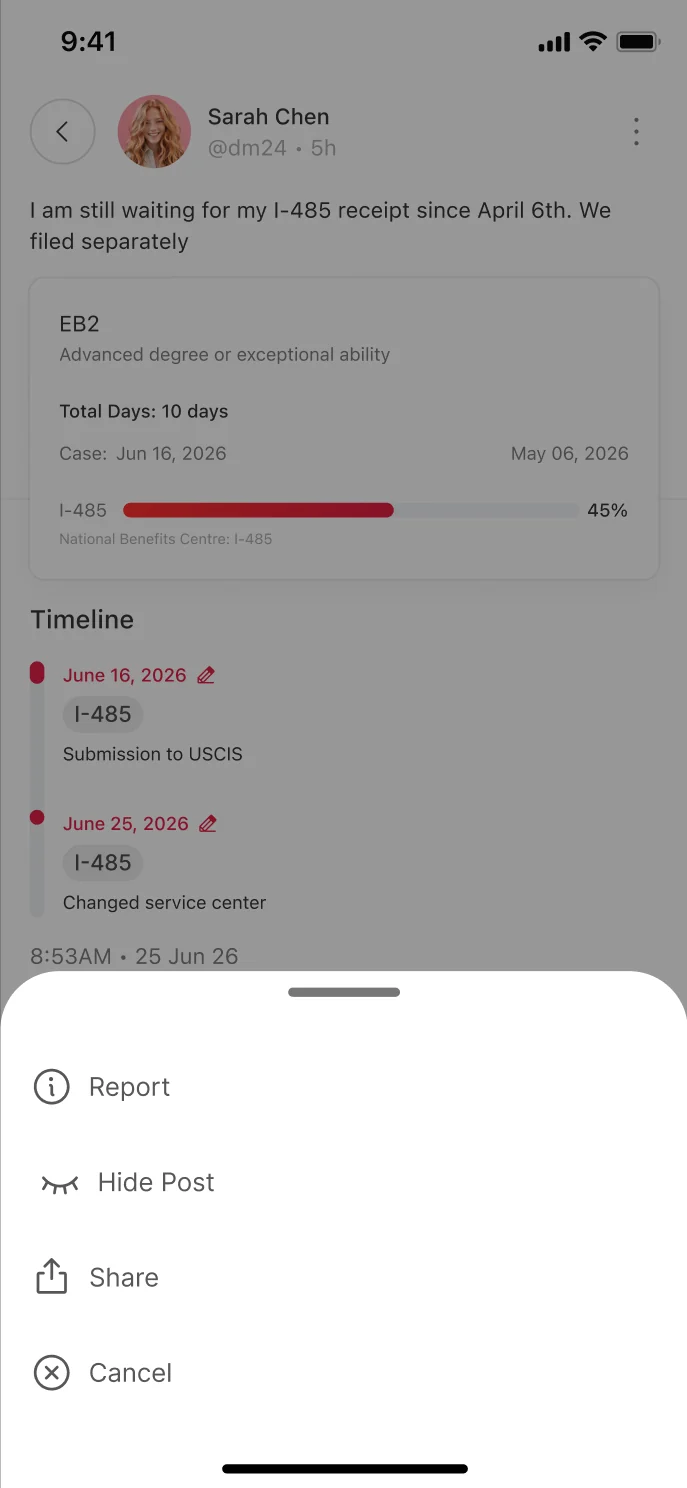 9:41
Sarah Chen
@dm24 • 5h
I am still waiting for my I-485 receipt since April 6th. We
filed separately
EB2
Advanced degree or exceptional ability
Total Days: 10 days
Case: Jun 16, 2026 May 06, 2026
I-485 45%
National Benefits Centre: I-485
Timeline
June 16, 2026
I-485
Submission to USCIS
June 25, 2026
I-485
Changed service center
8:53AM • 25 Jun 26
Report
Hide Post
Share
Cancel